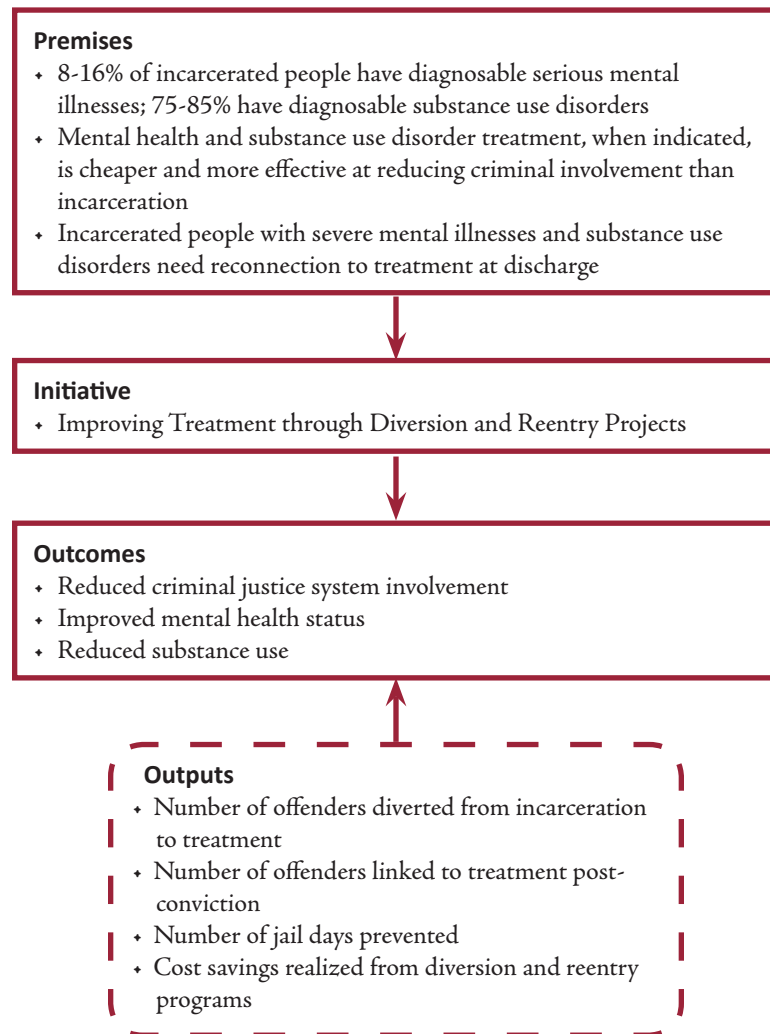 Premises
✦ 8-16% of incarcerated people have diagnosable serious mental
illnesses; 75-85% have diagnosable substance use disorders
✦ Mental health and substance use disorder treatment, when indicated,
is cheaper and more effective at reducing criminal involvement than
incarceration
✦ Incarcerated people with severe mental illnesses and substance use
disorders need reconnection to treatment at discharge
Initiative
✦ Improving Treatment through Diversion and Reentry Projects
Outcomes
✦ Reduced criminal justice system involvement
✦ Improved mental health status
✦ Reduced substance use
Outputs
✦ Number of offenders diverted from incarceration
to treatment
✦ Number of offenders linked to treatment post-
conviction
✦ Number of jail days prevented
✦ Cost savings realized from diversion and reentry
programs